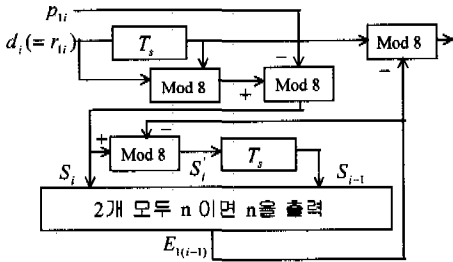 p₁ᵢ
dᵢ(= r₁ᵢ)
Tₛ
Mod 8
−
Mod 8
+
−
Mod 8
+
−
Mod 8
Sᵢ'
Tₛ
Sᵢ
Sᵢ₋₁
2개 모두 n 이면 n을 출력
E₁₍ᵢ₋₁₎